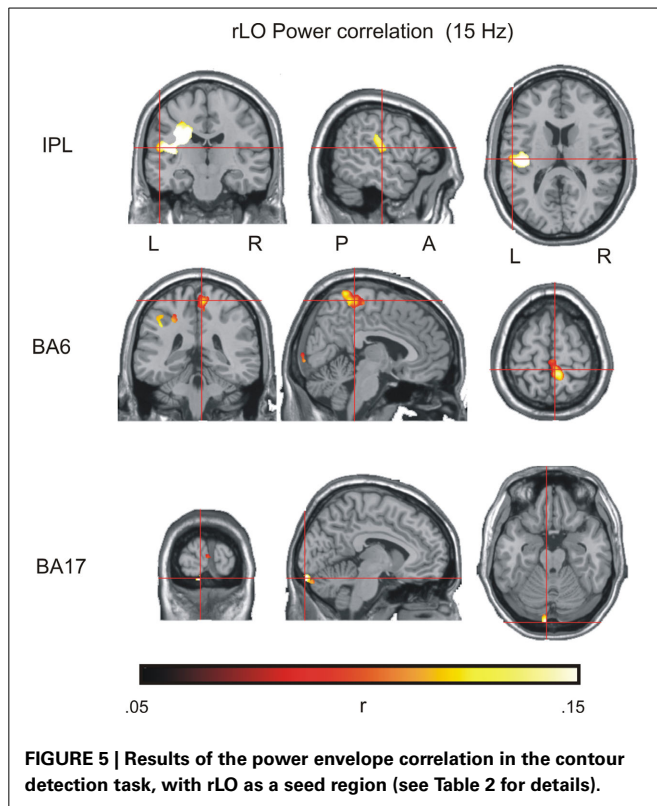 rLO Power correlation (15 Hz)
IPL
L R P A L R
BA6
BA17
.05 r .15
FIGURE 5 | Results of the power envelope correlation in the contour
detection task, with rLO as a seed region (see Table 2 for details).